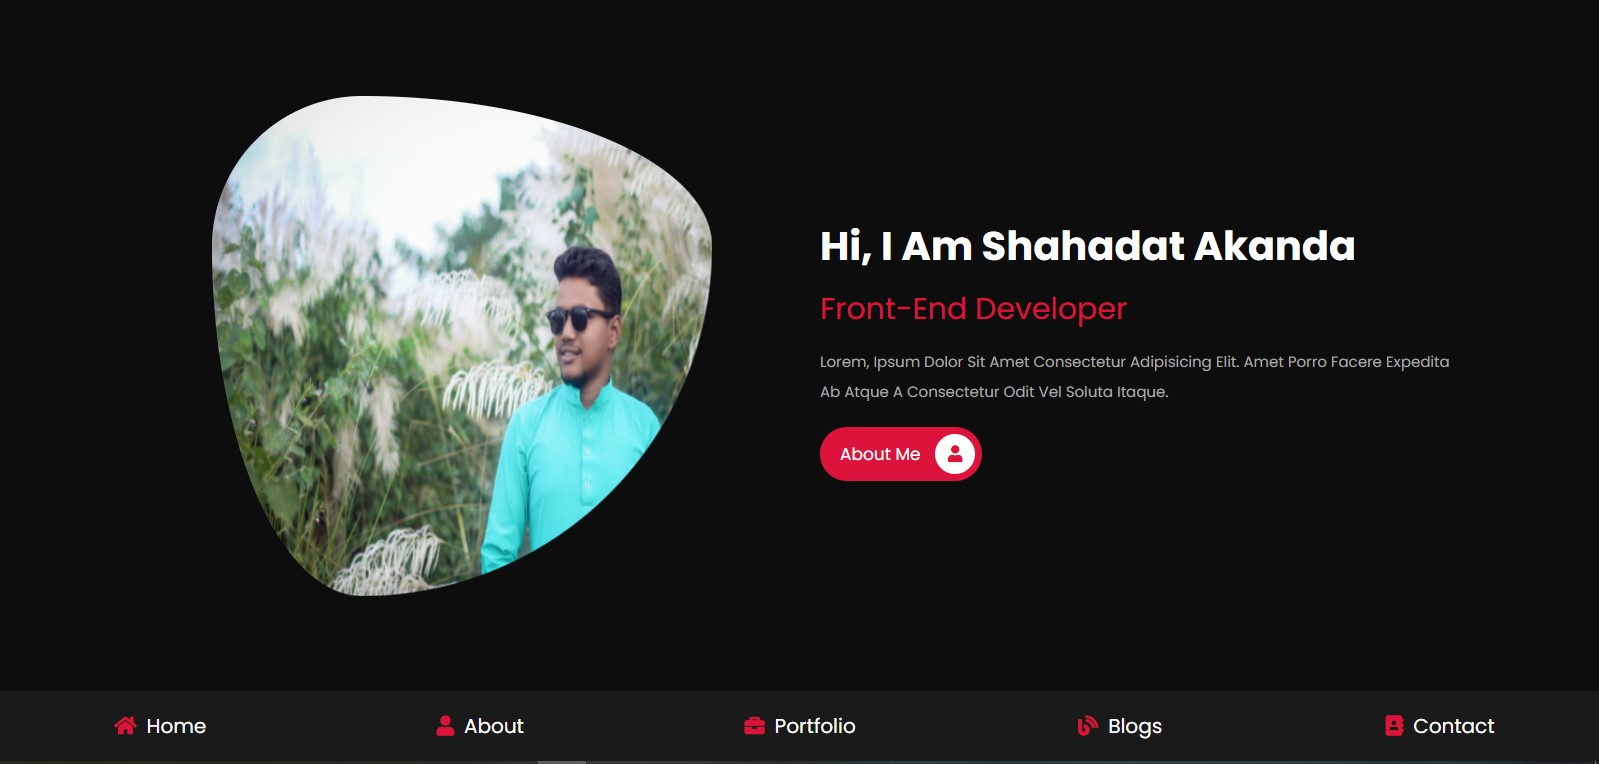 Hi, I Am Shahadat Akanda
Front-End Developer
Lorem, Ipsum Dolor Sit Amet Consectetur Adipisicing Elit. Amet Porro Facere Expedita
Ab Atque A Consectetur Odit Vel Soluta Itaque.
About Me
Home About Portfolio Blogs Contact